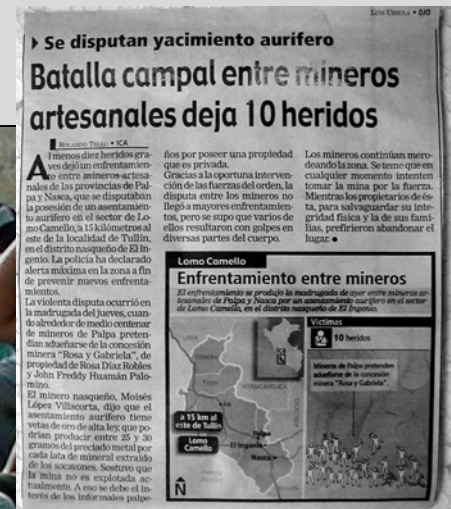 LUIS URSULA • OJO
Se disputan yacimiento aurífero
Batalla campal entre mineros
artesanales deja 10 heridos
ROLANDO TELLO • ICA
Al menos diez heridos gra-
ves dejó un enfrentamien-
to entre mineros artesa-
nales de las provincias de Pal-
pa y Nasca, que se disputaban
la posesión de un asentamien-
to aurífero en el sector de Lo-
mo Camello, a 15 kilómetros al
este de la localidad de Tullin,
en el distrito nasqueño de El In-
genio. La policía ha declarado
alerta máxima en la zona a fin
de prevenir nuevos enfrenta-
mientos.
La violenta disputa ocurrió en
la madrugada del jueves, cuan-
do alrededor de medio centenar
de mineros de Palpa preten-
dían adueñarse de la concesión
minera "Rosa y Gabriela", de
propiedad de Rosa Díaz Robles
y John Freddy Huamán Palo-
mino.
El minero nasqueño, Moisés
López Villacorta, dijo que el
asentamiento aurífero tiene
vetas de oro de alta ley, que po-
drían producir entre 25 y 30
gramos del preciado metal por
cada lata de mineral extraído
de los socavones. Sostuvo que
la mina no es explotada ac-
tualmente. A eso se debe el in-
terés de los informales palpe-
ños por poseer una propiedad
que es privada.
Gracias a la oportuna interven-
ción de las fuerzas del orden, la
disputa entre los mineros no
llegó a mayores enfrentamien-
tos, pero se supo que varios de
ellos resultaron con golpes en
diversas partes del cuerpo.
Los mineros continúan mero-
deando la zona. Se teme que en
cualquier momento intenten
tomar la mina por la fuerza.
Mientras los propietarios de és-
ta, para salvaguardar su inte-
gridad física y la de sus fami-
lias, prefirieron abandonar el
lugar. •
Lomo Camello
Enfrentamiento entre mineros
El enfrentamiento se produjo la madrugada de ayer entre mineros ar-
tesanales de Palpa y Nasca por un asentamiento aurífero en el sector
de Lomo Camello, en el distrito nasqueño de El Ingenio.
LIMA
HUANCAVELICA
ICA
Ica
a 15 km al
este de Tullin
Lomo
Camello
Palpa
El Ingenio
Nasca
N
Víctimas
10 heridos
Mineros de Palpa pretenden
adueñarse de la concesión
minera "Rosa y Gabriela".